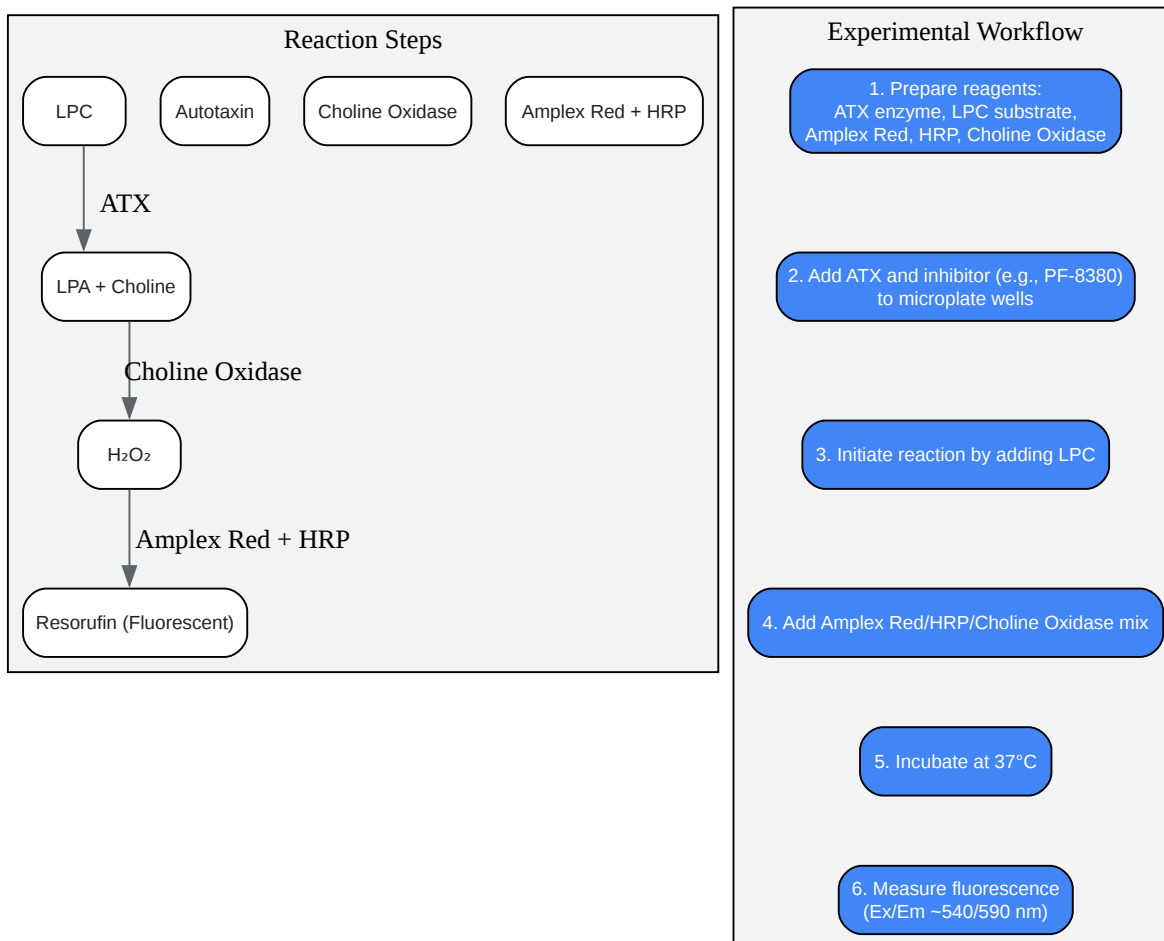 Reaction Steps
LPC
Autotaxin
Choline Oxidase
Amplex Red + HRP
ATX
LPA + Choline
Choline Oxidase
H₂O₂
Amplex Red + HRP
Resorufin (Fluorescent)
Experimental Workflow
1. Prepare reagents:
ATX enzyme, LPC substrate,
Amplex Red, HRP, Choline Oxidase
2. Add ATX and inhibitor (e.g., PF-8380)
to microplate wells
3. Initiate reaction by adding LPC
4. Add Amplex Red/HRP/Choline Oxidase mix
5. Incubate at 37°C
6. Measure fluorescence
(Ex/Em ~540/590 nm)